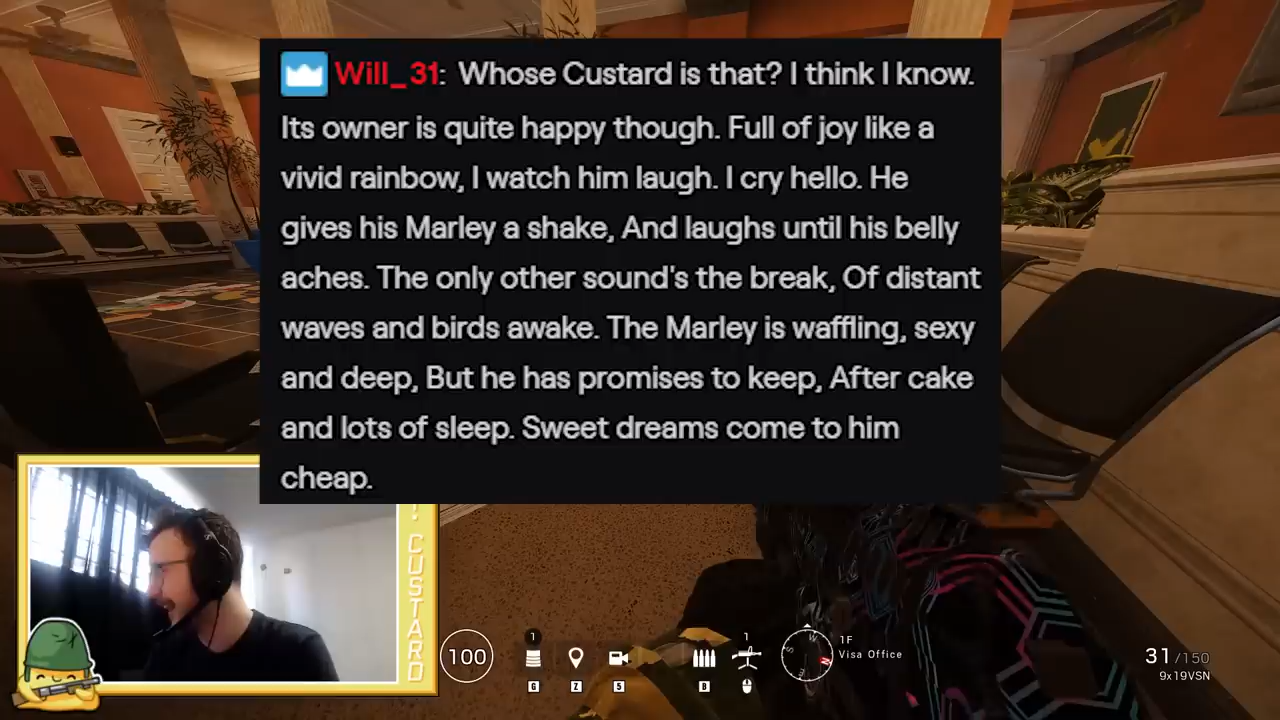 Will_31: Whose Custard is that? I think I know.
Its owner is quite happy though. Full of joy like a
vivid rainbow, I watch him laugh. I cry hello. He
gives his Marley a shake, And laughs until his belly
aches. The only other sound's the break, Of distant
waves and birds awake. The Marley is waffling, sexy
and deep, But he has promises to keep, After cake
and lots of sleep. Sweet dreams come to him
cheap.
! CUSTARD
100
1
G
Z
5
B
1
1F
Visa Office
31/150
9x19VSN